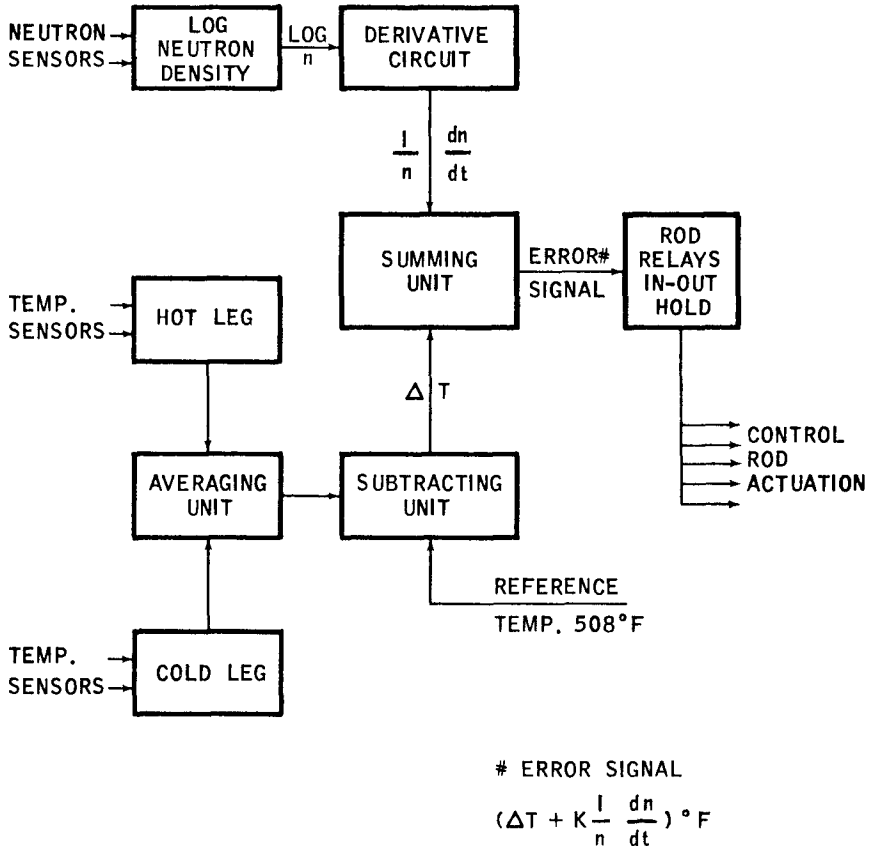 NEUTRON
SENSORS
LOG
NEUTRON
DENSITY
LOG
n
DERIVATIVE
CIRCUIT
1/n dn/dt
SUMMING
UNIT
ERROR#
SIGNAL
ROD
RELAYS
IN-OUT
HOLD
TEMP.
SENSORS
HOT LEG
Δ T
CONTROL
ROD
ACTUATION
AVERAGING
UNIT
SUBTRACTING
UNIT
REFERENCE
TEMP. 508°F
TEMP.
SENSORS
COLD LEG
# ERROR SIGNAL
(ΔT + K 1/n dn/dt) °F